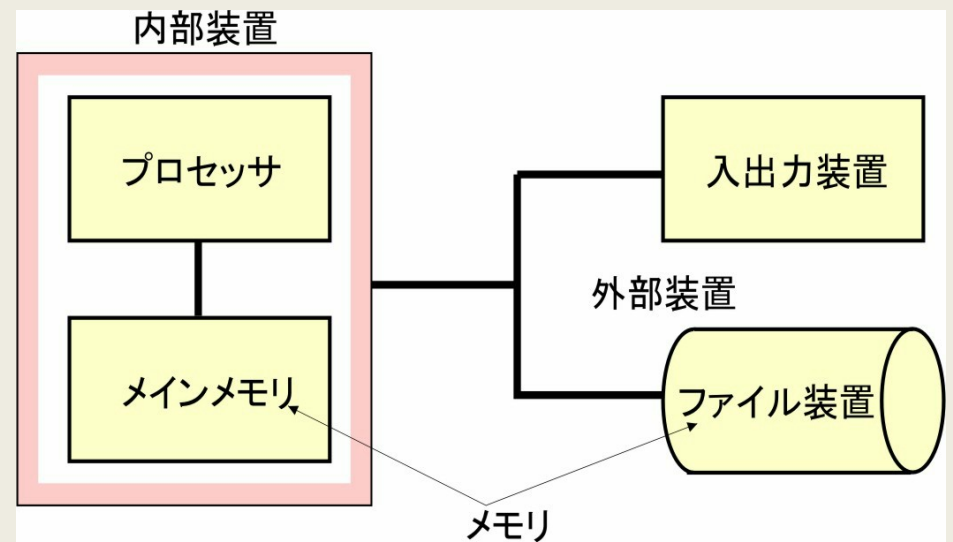 内部装置
プロセッサ
入出力装置
外部装置
メインメモリ
ファイル装置
メモリ